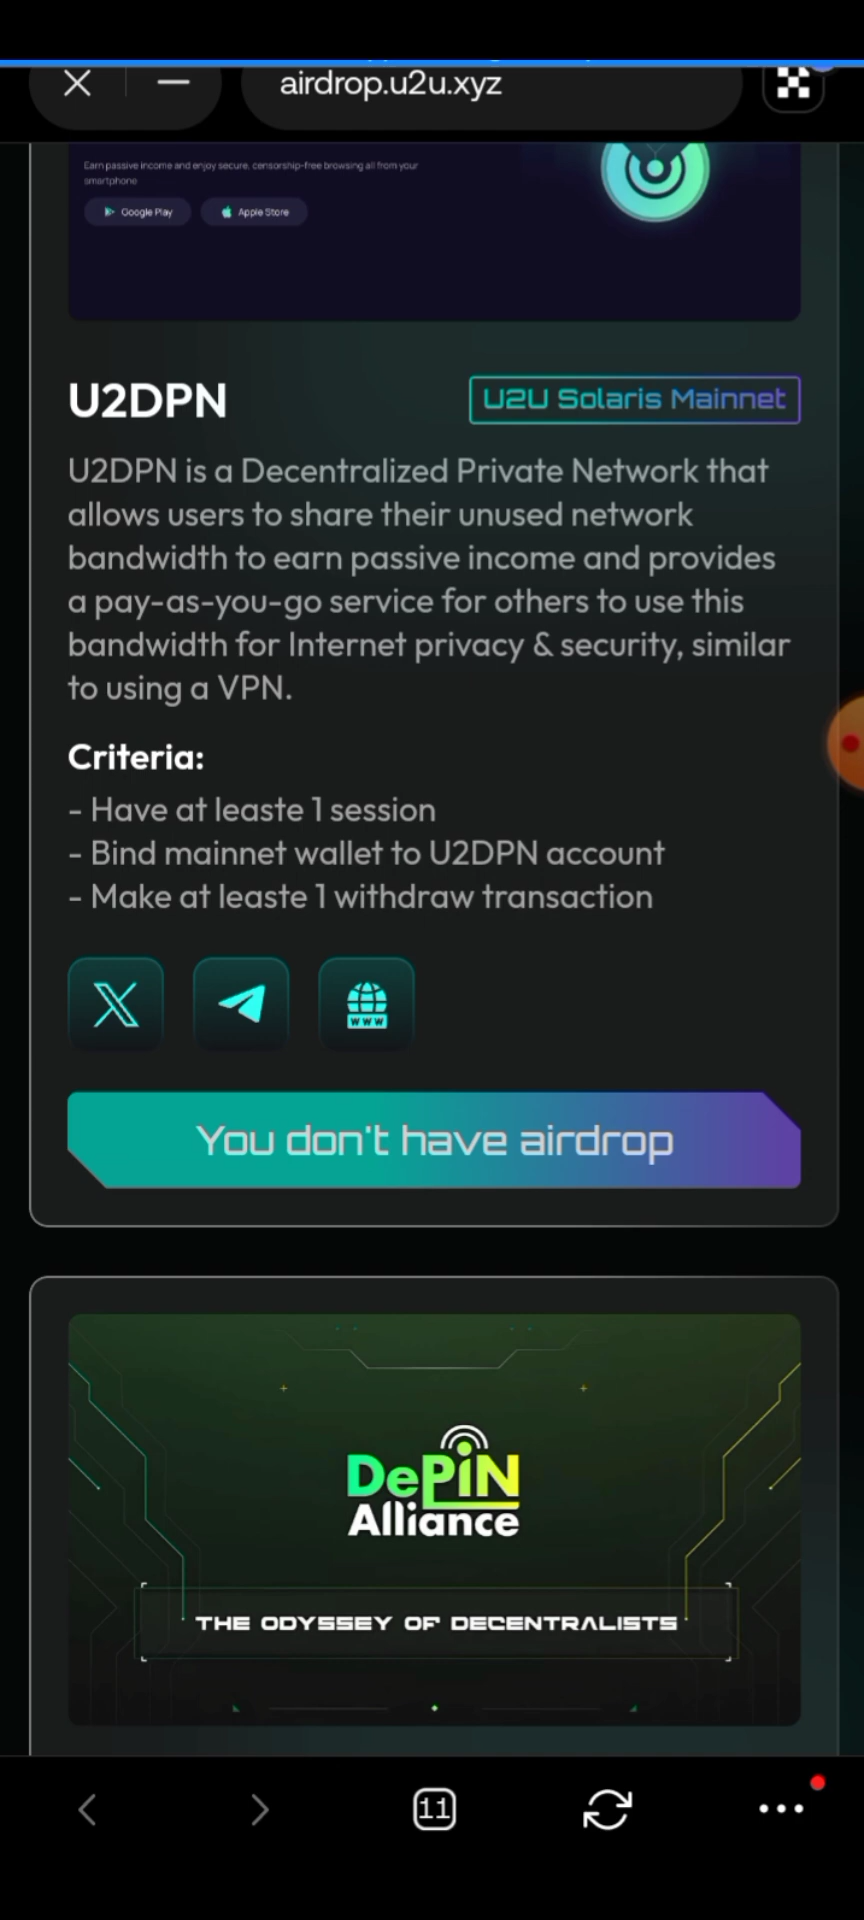 airdrop.u2u.xyz
Earn passive income and enjoy secure, censorship-free browsing all from your
smartphone
Google Play
Apple Store
U2DPN
U2U Solaris Mainnet
U2DPN is a Decentralized Private Network that
allows users to share their unused network
bandwidth to earn passive income and provides
a pay-as-you-go service for others to use this
bandwidth for Internet privacy & security, similar
to using a VPN.
Criteria:
- Have at leaste 1 session
- Bind mainnet wallet to U2DPN account
- Make at leaste 1 withdraw transaction
www
You don't have airdrop
DePiN
Alliance
THE ODYSSEY OF DECENTRALISTS
11